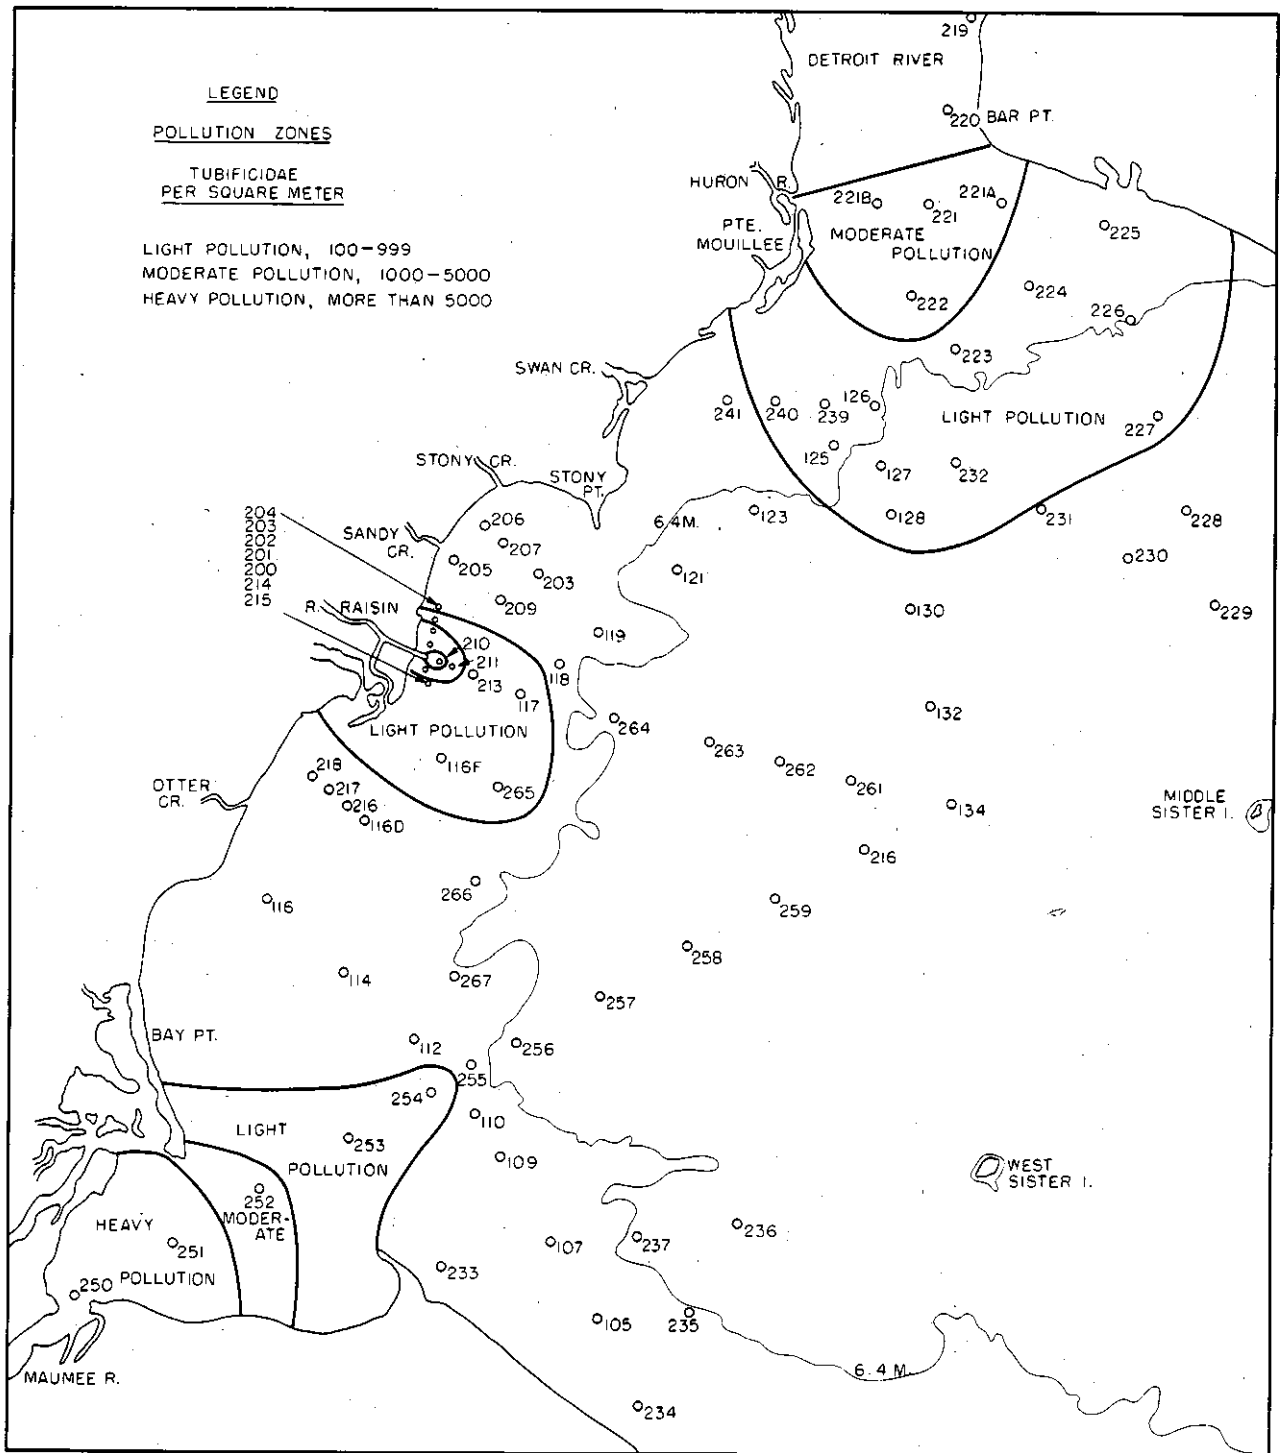 219
DETROIT RIVER
LEGEND
POLLUTION ZONES
TUBIFICIDAE
PER SQUARE METER
LIGHT POLLUTION, 100-999
MODERATE POLLUTION, 1000-5000
HEAVY POLLUTION, MORE THAN 5000
220 BAR PT.
HURON R.
PTE.
MOUILLEE
221B
221
221A
MODERATE
POLLUTION
225
222
224
226
223
SWAN CR.
241
240
239
126
LIGHT POLLUTION
227
125
127
232
STONY CR.
STONY
PT.
6.4 M.
123
128
231
228
204
203
202
201
200
214
215
206
SANDY
CR.
207
205
203
121
230
209
130
229
R. RAISIN
119
210
211
213
118
117
132
LIGHT POLLUTION
264
263
116F
262
218
OTTER
CR.
217
265
261
216
134
MIDDLE
SISTER I.
116D
216
266
116
259
258
114
267
257
BAY PT.
112
256
255
254
110
LIGHT
POLLUTION
253
109
WEST
SISTER I.
252
MODER-
ATE
HEAVY
POLLUTION
251
236
237
107
233
250
105
235
MAUMEE R.
6.4 M.
234